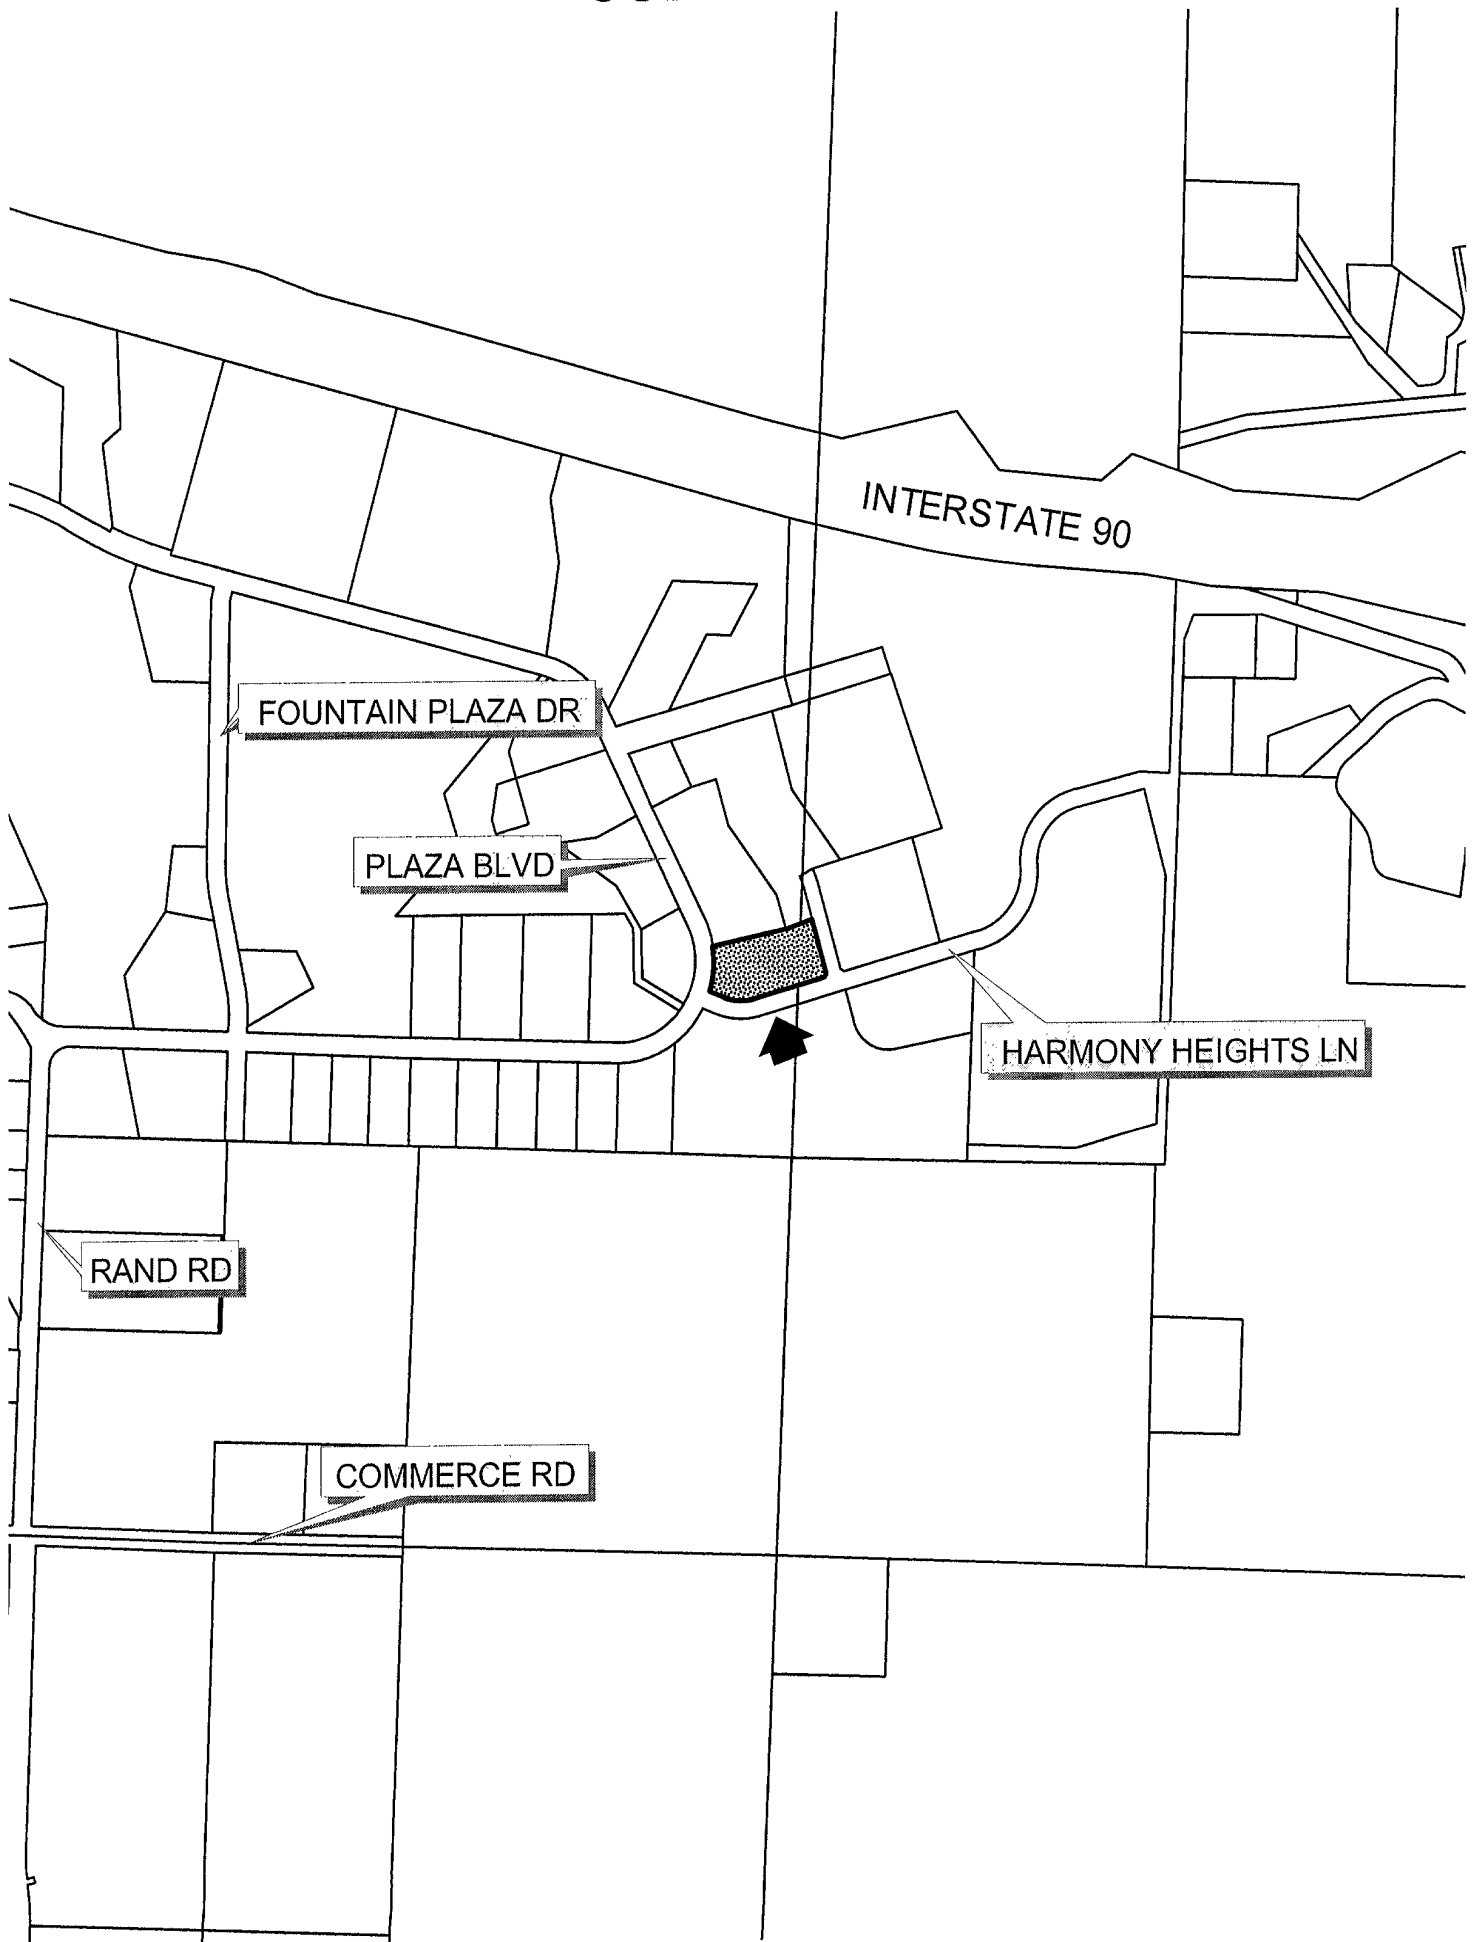 INTERSTATE 90
FOUNTAIN PLAZA DR
PLAZA BLVD
HARMONY HEIGHTS LN
RAND RD
COMMERCE RD